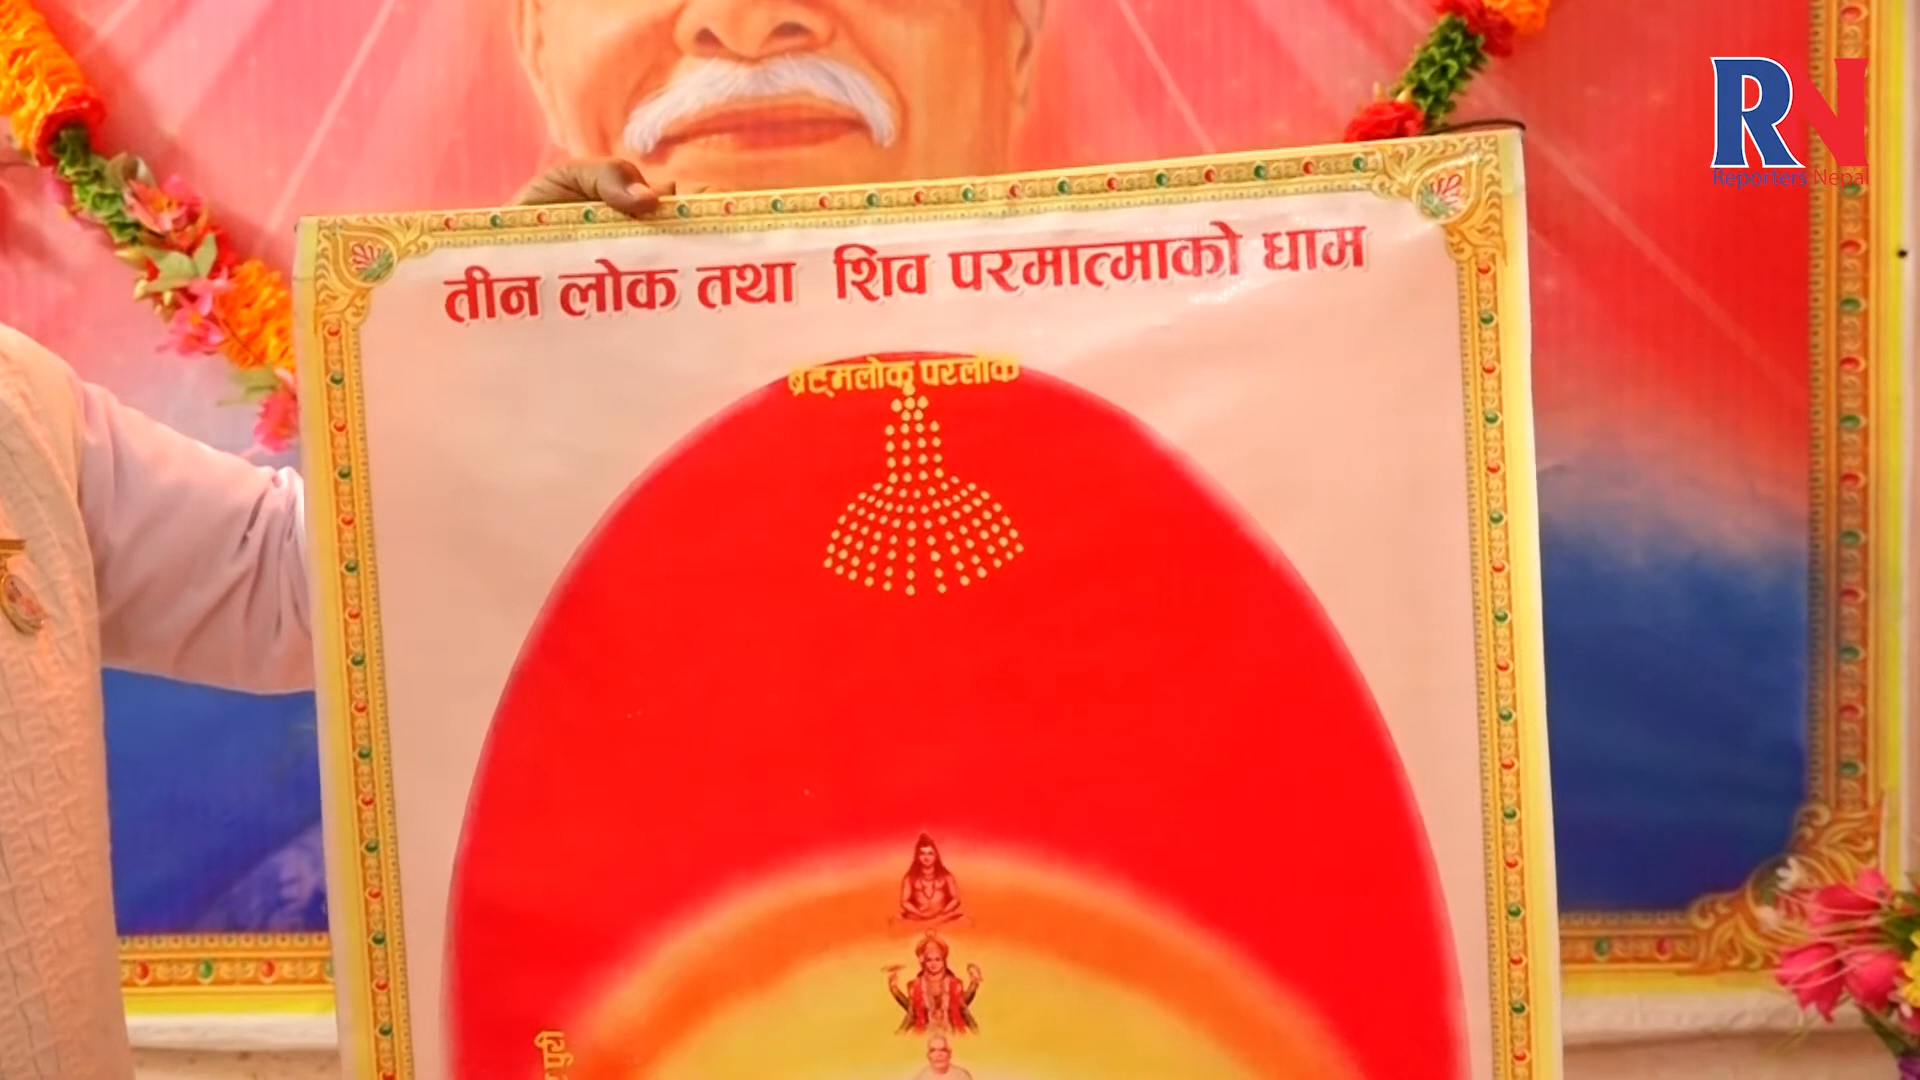 RN
Reporters Nepal
तीन लोक तथा शिव परमात्माको धाम
ब्रह्मलोक परलोक